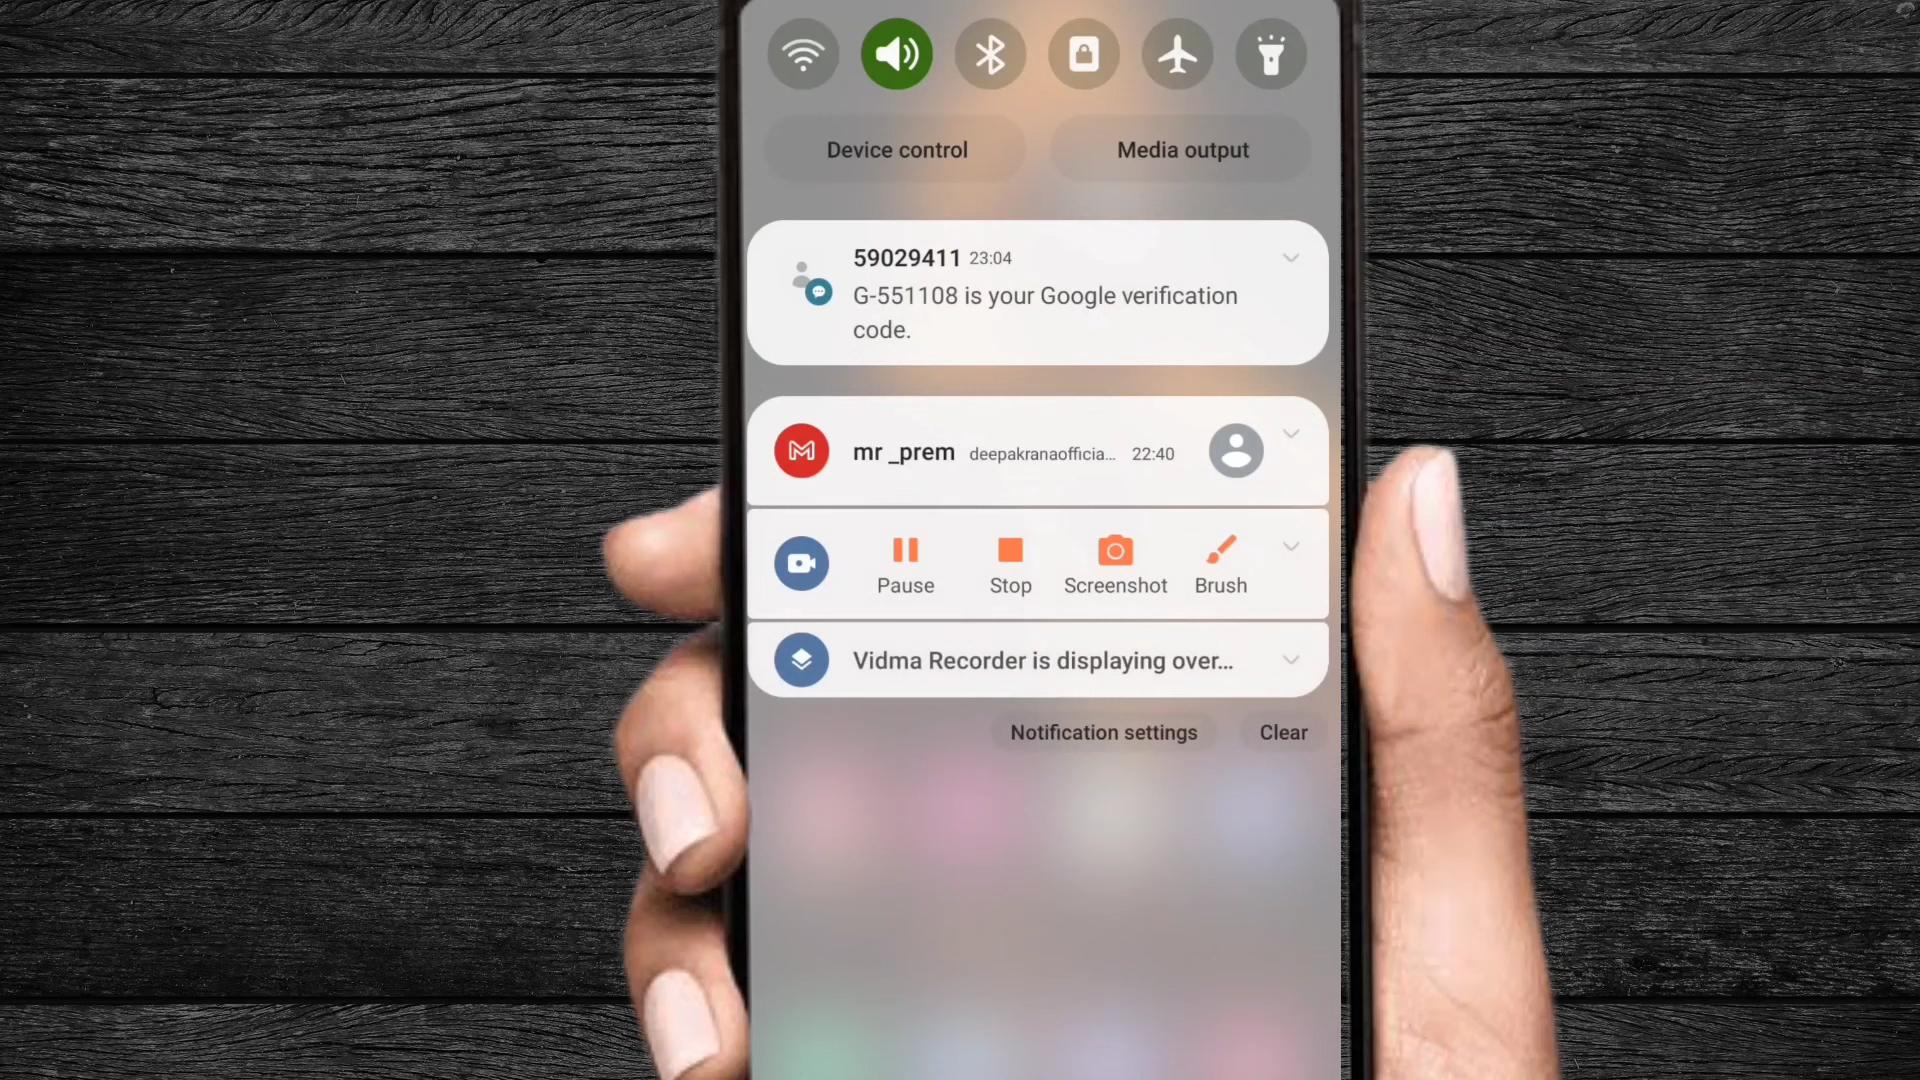 Device control
Media output
59029411 23:04
G-551108 is your Google verification
code.
mr _prem deepakranaofficia... 22:40
Pause
Stop
Screenshot
Brush
Vidma Recorder is displaying over...
Notification settings
Clear